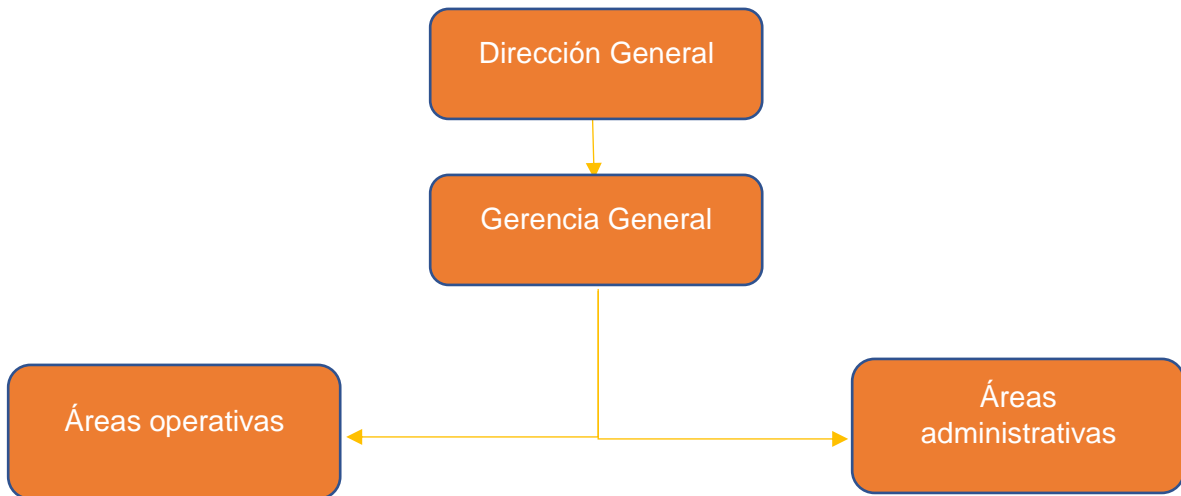 Dirección General
Gerencia General
Áreas operativas
Áreas
administrativas